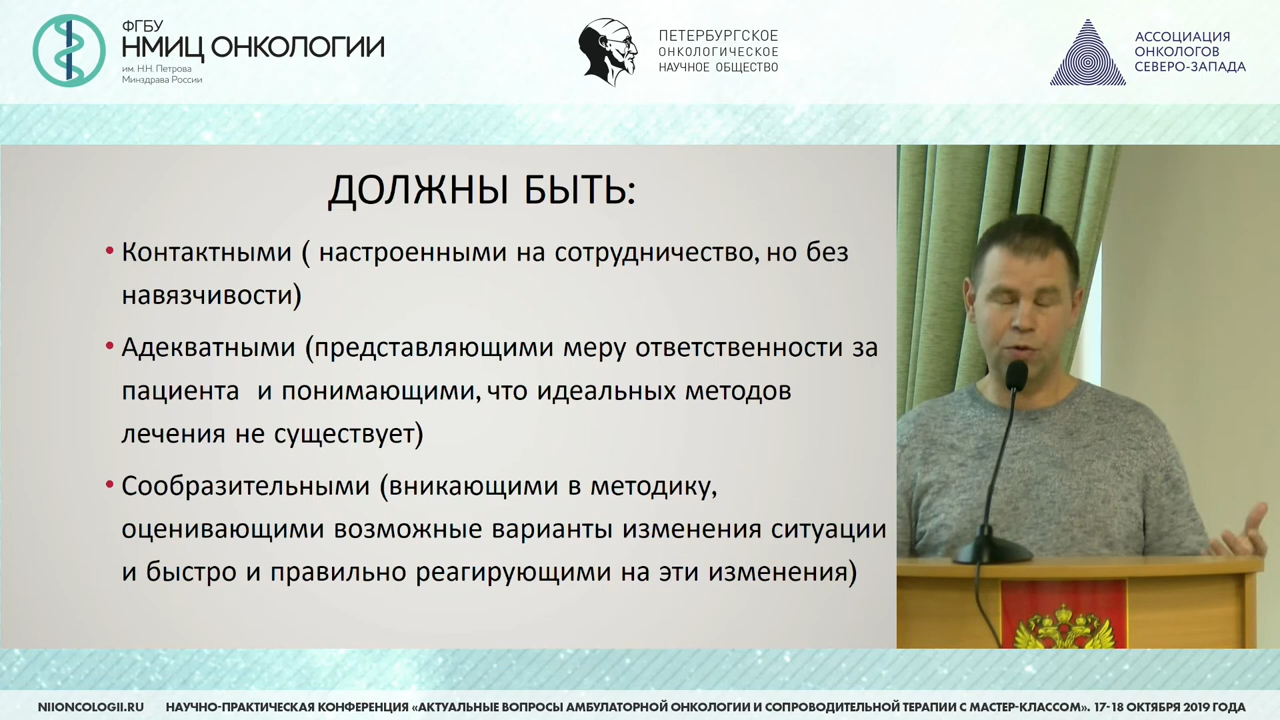 ФГБУ
НМИЦ ОНКОЛОГИИ
им. Н.Н. Петрова
Минздрава России
ПЕТЕРБУРГСКОЕ
ОНКОЛОГИЧЕСКОЕ
НАУЧНОЕ ОБЩЕСТВО
АССОЦИАЦИЯ
ОНКОЛОГОВ
СЕВЕРО-ЗАПАДА
ДОЛЖНЫ БЫТЬ:
• Контактными ( настроенными на сотрудничество, но без
навязчивости)
• Адекватными (представляющими меру ответственности за
пациента и понимающими, что идеальных методов
лечения не существует)
• Сообразительными (вникающими в методику,
оценивающими возможные варианты изменения ситуации
и быстро и правильно реагирующими на эти изменения)
NIIONCOLOGII.RU НАУЧНО-ПРАКТИЧЕСКАЯ КОНФЕРЕНЦИЯ «АКТУАЛЬНЫЕ ВОПРОСЫ АМБУЛАТОРНОЙ ОНКОЛОГИИ И СОПРОВОДИТЕЛЬНОЙ ТЕРАПИИ С МАСТЕР-КЛАССОМ». 17-18 ОКТЯБРЯ 2019 ГОДА